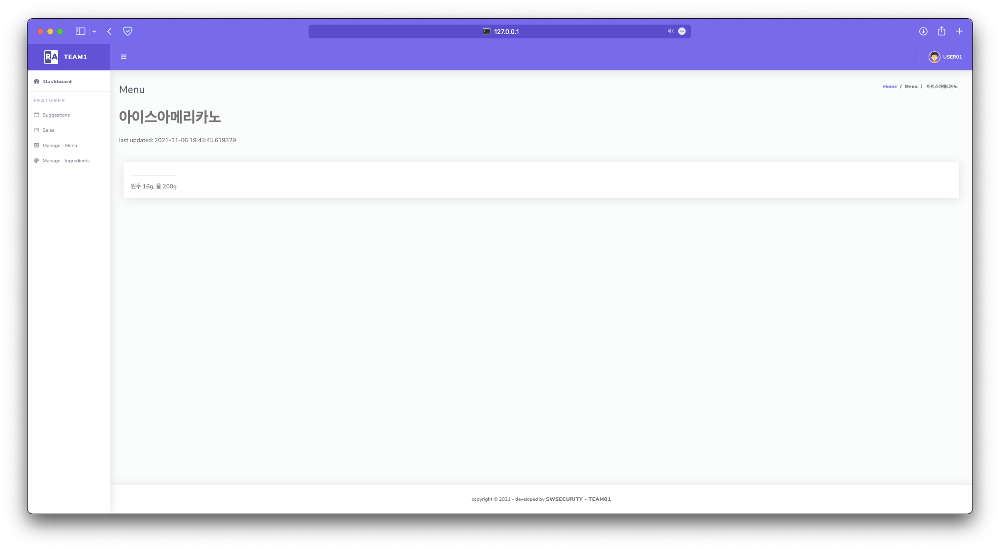 127.0.0.1
RA TEAM1
USER01
Dashboard
FEATURES
Suggestions
Sales
Manage - Menu
Manage - Ingredients
Menu
Home / Menu / 아이스아메리카노
아이스아메리카노
last updated: 2021-11-06 19:43:45.619329
원두 16g, 물 200g
copyright © 2021 - developed by SWSECURITY - TEAM01